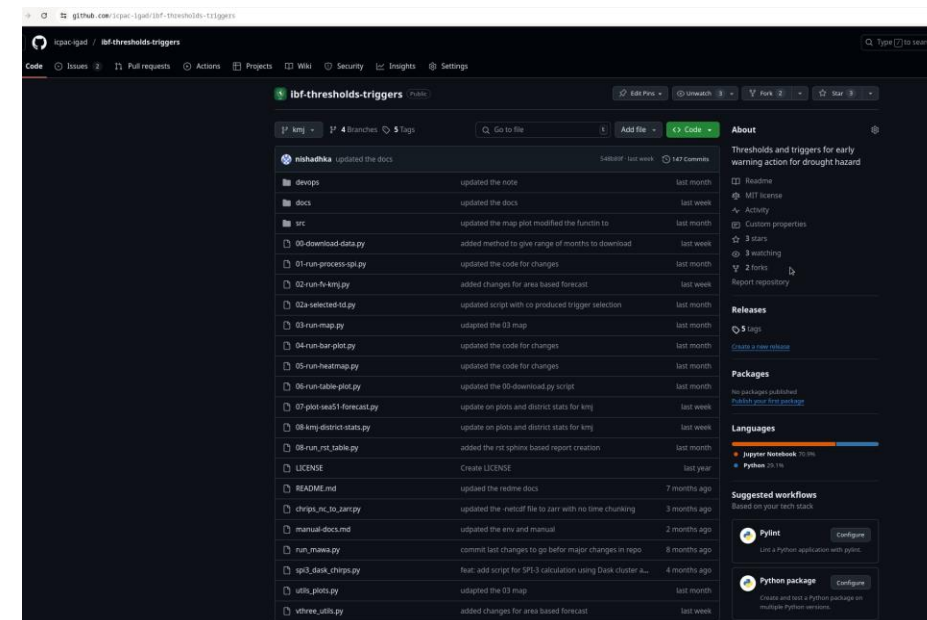 github.com/icpac-igad/ibf-thresholds-triggers
icpac-igad / ibf-thresholds-triggers
Type / to sear
Code Issues 2 Pull requests Actions Projects Wiki Security Insights Settings
ibf-thresholds-triggers Public
Edit Pins Unwatch 3 Fork 2 Star 3
kmj 4 Branches 5 Tags
Go to file t Add file Code
nishadhka updated the docs
last week 147 Commits
devops updated the note last month
docs updated the docs last week
src updated the map plot modified the functin to last month
00-download-data.py added method to give range of months to download last week
01-run-process-spi.py updated the code for changes last month
02-run-fv-kmj.py added changes for area based forecast last week
02a-selected-td.py updated script with co produced trigger selection last month
03-run-map.py udapted the 03 map last month
04-run-bar-plot.py updated the code for changes last month
05-run-heatmap.py updated the code for changes last month
06-run-table-plot.py updated the 00-download.py script last month
07-plot-sea51-forecast.py update on plots and district stats for kmj last week
08-kmj-district-stats.py update on plots and district stats for kmj last week
08-run_rst_table.py added the rst sphinx based report creation last month
LICENSE Create LICENSE last year
README.md updaed the redme docs 7 months ago
chrips_nc_to_zarr.py updated the -netcdf file to zarr with no time chunking 3 months ago
manual-docs.md udpated the env and manual 2 months ago
run_mawa.py commit last changes to go befor major changes in repo 8 months ago
spi3_dask_chirps.py feat: add script for SPI-3 calculation using Dask cluster a... 4 months ago
utils_plots.py udapted the 03 map last month
vthree_utils.py added changes for area based forecast last week
About
Thresholds and triggers for early
warning action for drought hazard
Readme
MIT license
Activity
Custom properties
3 stars
3 watching
2 forks
Report repository
Releases
5 tags
Create a new release
Packages
No packages published
Publish your first package
Languages
Jupyter Notebook 70.9%
Python 29.1%
Suggested workflows
Based on your tech stack
Pylint Configure
Lint a Python application with pylint.
Python package Configure
Create and test a Python package on
multiple Python versions.